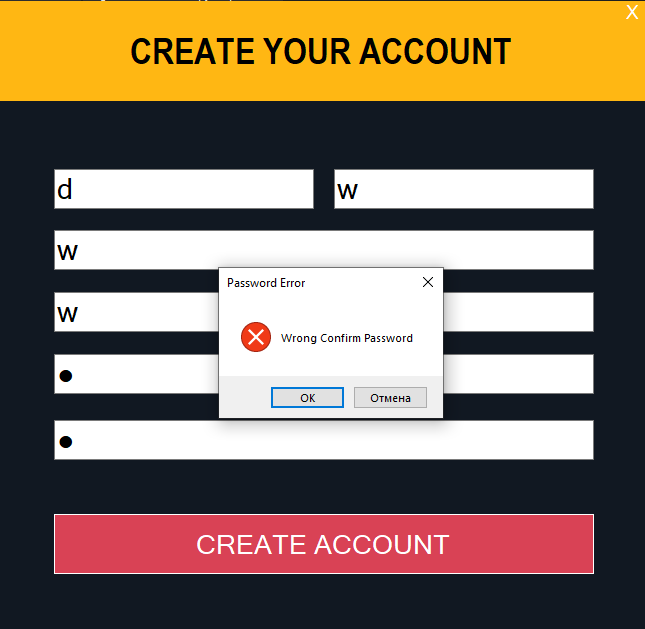 X
CREATE YOUR ACCOUNT
d
w
w
Password Error
w
Wrong Confirm Password
●
OK
Отмена
●
CREATE ACCOUNT